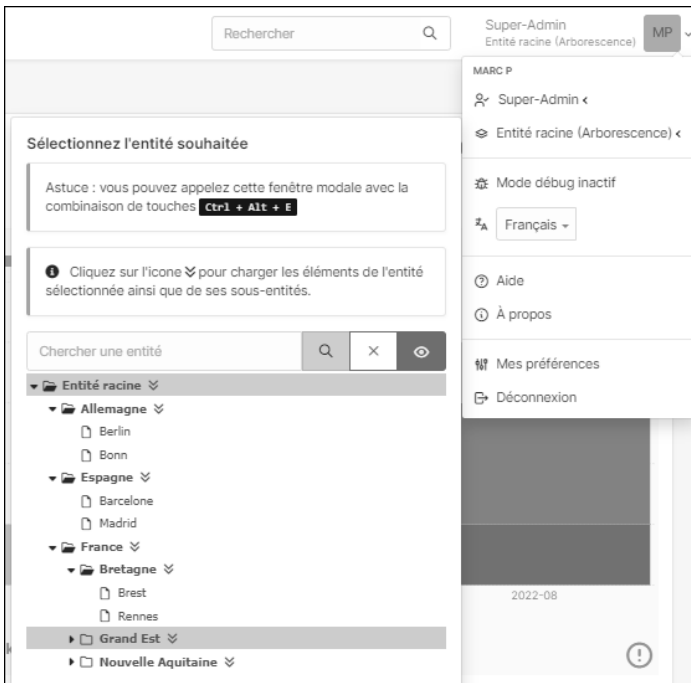 Rechercher
Super-Admin
Entité racine (Arborescence)
MP
MARC P
Super-Admin
Entité racine (Arborescence)
Mode débug inactif
Français
Aide
À propos
Mes préférences
Déconnexion
Sélectionnez l'entité souhaitée
Astuce : vous pouvez appelez cette fenêtre modale avec la
combinaison de touches Ctrl + Alt + E
Cliquez sur l'icone pour charger les éléments de l'entité
sélectionnée ainsi que de ses sous-entités.
Chercher une entité
Entité racine
Allemagne
Berlin
Bonn
Espagne
Barcelone
Madrid
France
Bretagne
Brest
Rennes
Grand Est
Nouvelle Aquitaine
2022-08